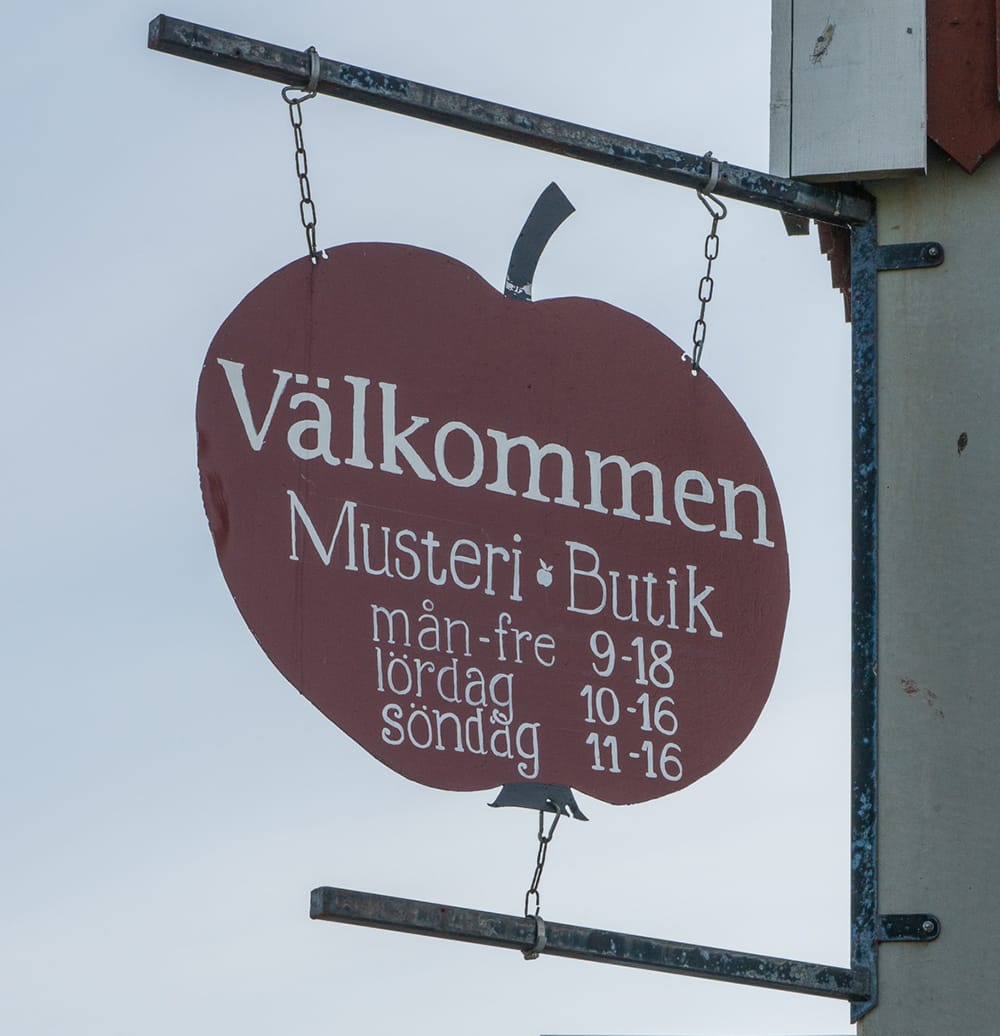 Välkommen
Musteri Butik
mån-fre 9-18
lördag 10-16
söndag 11-16